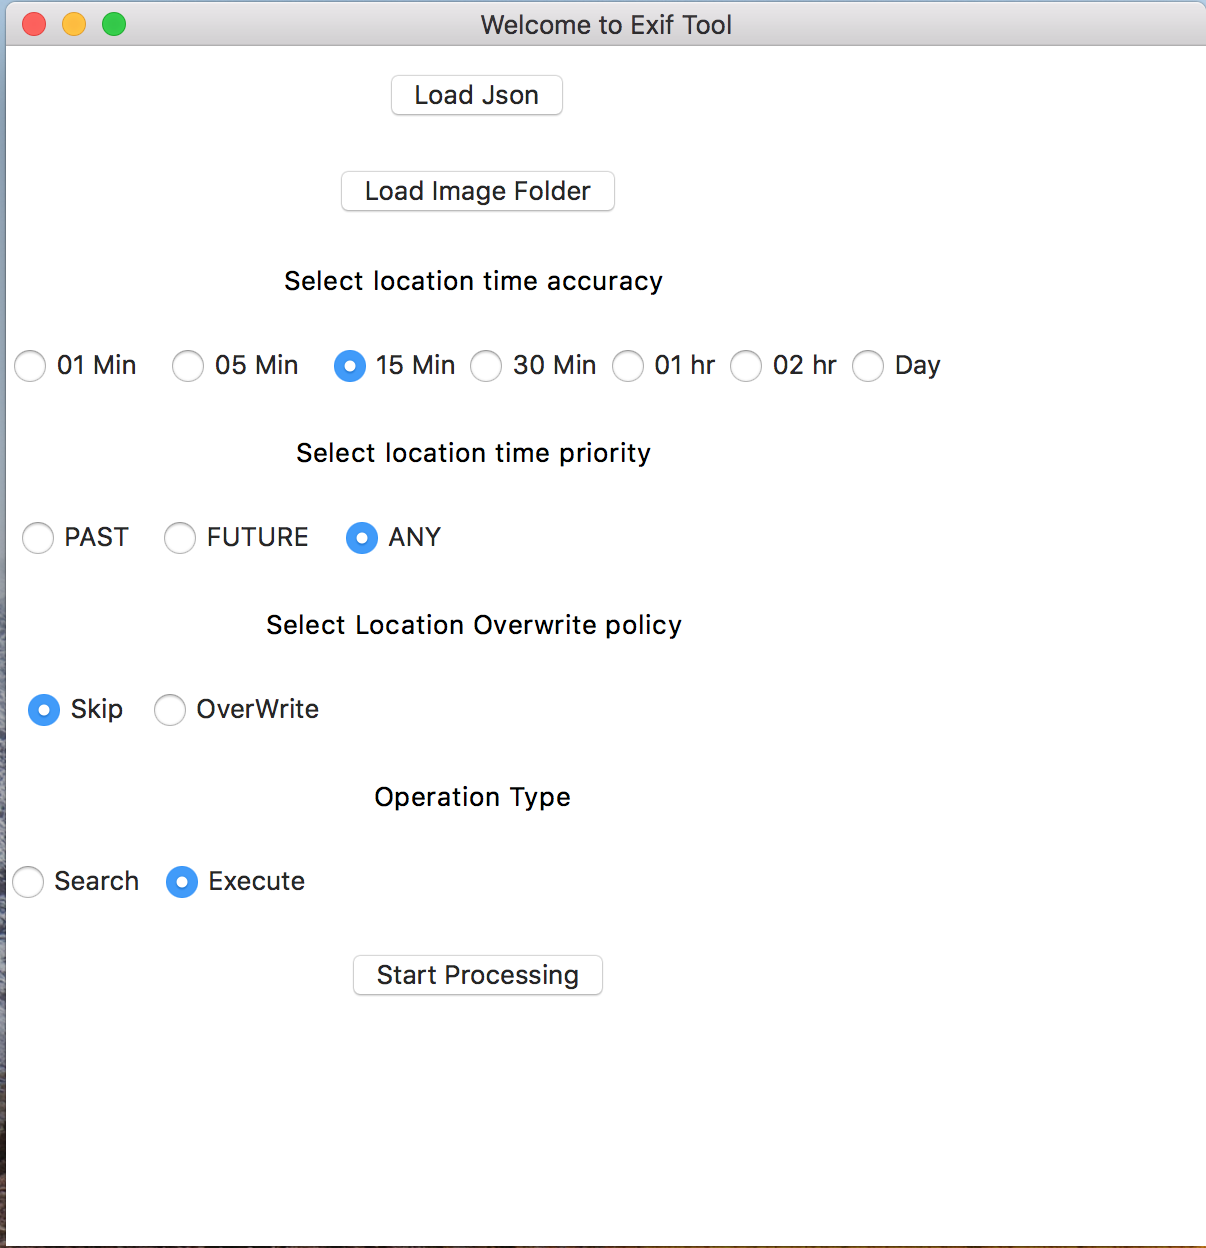 Welcome to Exif Tool
Load Json
Load Image Folder
Select location time accuracy
01 Min 05 Min 15 Min 30 Min 01 hr 02 hr Day
Select location time priority
PAST FUTURE ANY
Select Location Overwrite policy
Skip OverWrite
Operation Type
Search Execute
Start Processing